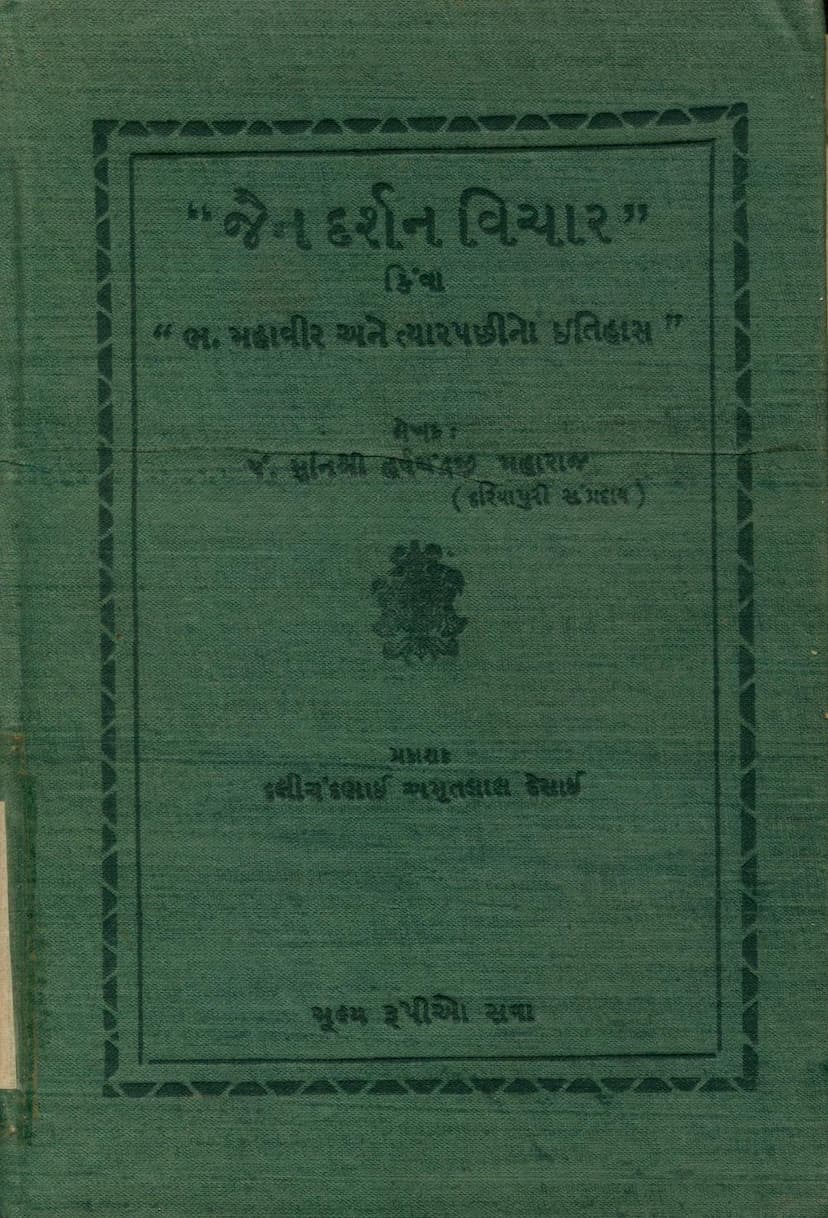 “જૈન દર્શન વિચાર”
કિંવા
“ ભ. મહાવીર અને ત્યારપછીનો ઇતિહાસ ”
લેખક :
પં. મુનિશ્રી હર્ષચંદ્રજી મહારાજ
( દરિયાપુરી સંપ્રદાય )
પ્રકાશક
દલીચંદભાઈ અમૃતલાલ દેસાઈ
મૂલ્ય રૂપીઓ સવા